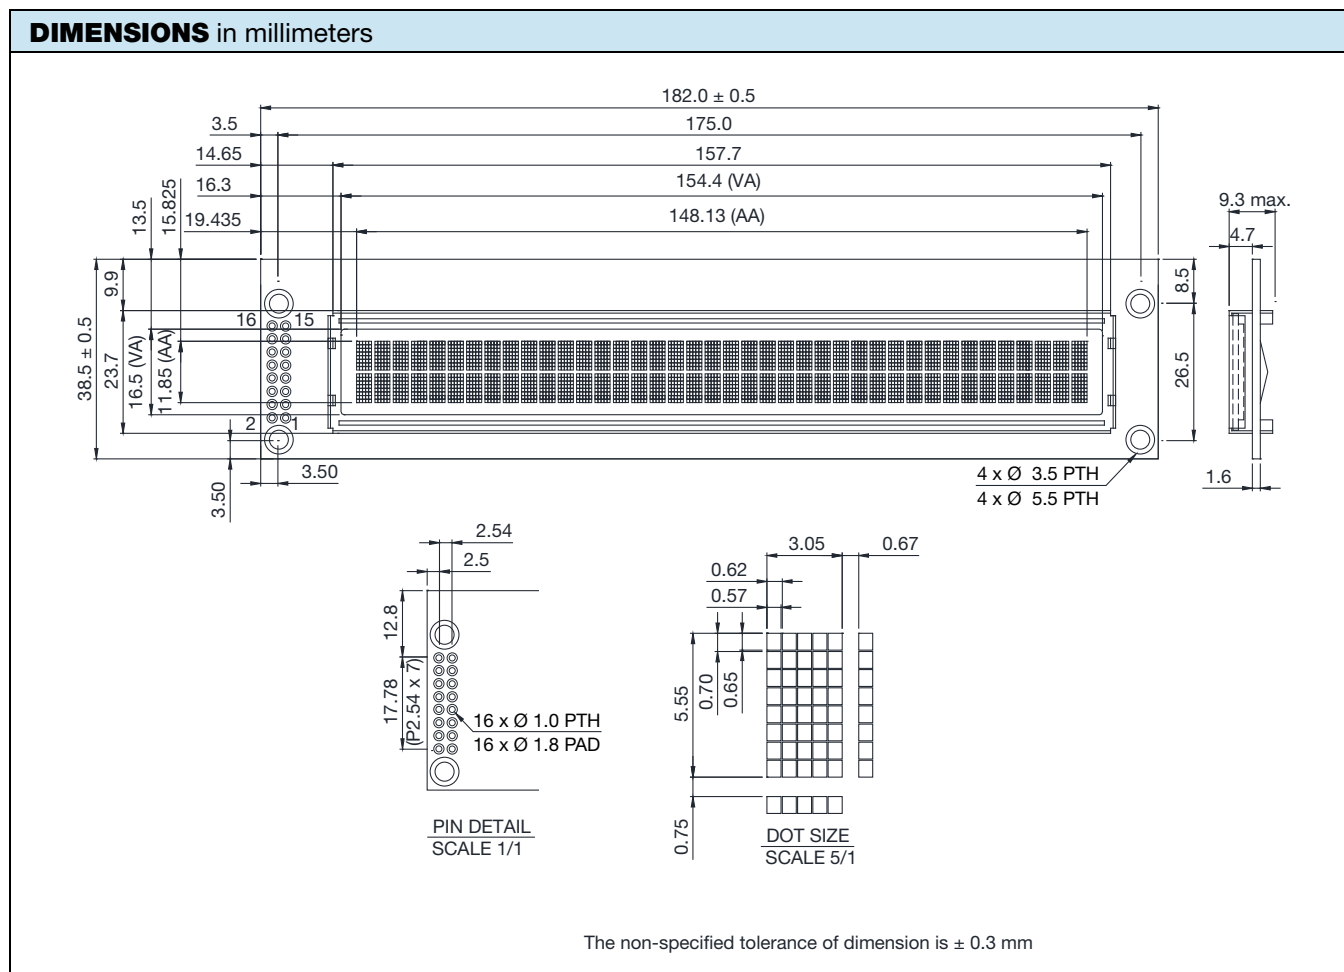 DIMENSIONS in millimeters
182.0 ± 0.5
3.5
175.0
14.65
157.7
16.3
154.4 (VA)
19.435
148.13 (AA)
13.5
15.825
9.3 max.
4.7
9.9
8.5
38.5 ± 0.5
23.7
16.5 (VA)
11.85 (AA)
16
15
26.5
2
1
3.50
3.50
4 x Ø 3.5 PTH
4 x Ø 5.5 PTH
1.6
2.54
2.5
12.8
17.78
(P2.54 x 7)
16 x Ø 1.0 PTH
16 x Ø 1.8 PAD
PIN DETAIL
SCALE 1/1
3.05
0.67
0.62
0.57
5.55
0.70
0.65
0.75
DOT SIZE
SCALE 5/1
The non-specified tolerance of dimension is ± 0.3 mm